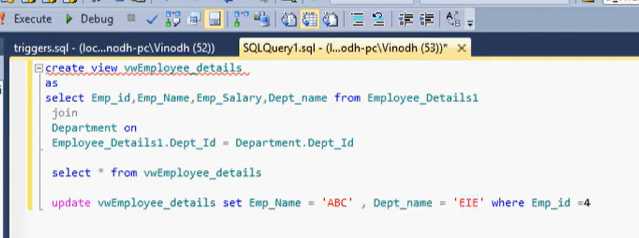 Execute Debug
triggers.sql - (loc...nodh-pc\Vinodh (52))
SQLQuery1.sql - (l...odh-pc\Vinodh (53))*
create view vwEmployee_details
as
select Emp_id,Emp_Name,Emp_Salary,Dept_name from Employee_Details1
join
Department on
Employee_Details1.Dept_Id = Department.Dept_Id
select * from vwEmployee_details
update vwEmployee_details set Emp_Name = 'ABC' , Dept_name = 'EIE' where Emp_id =4